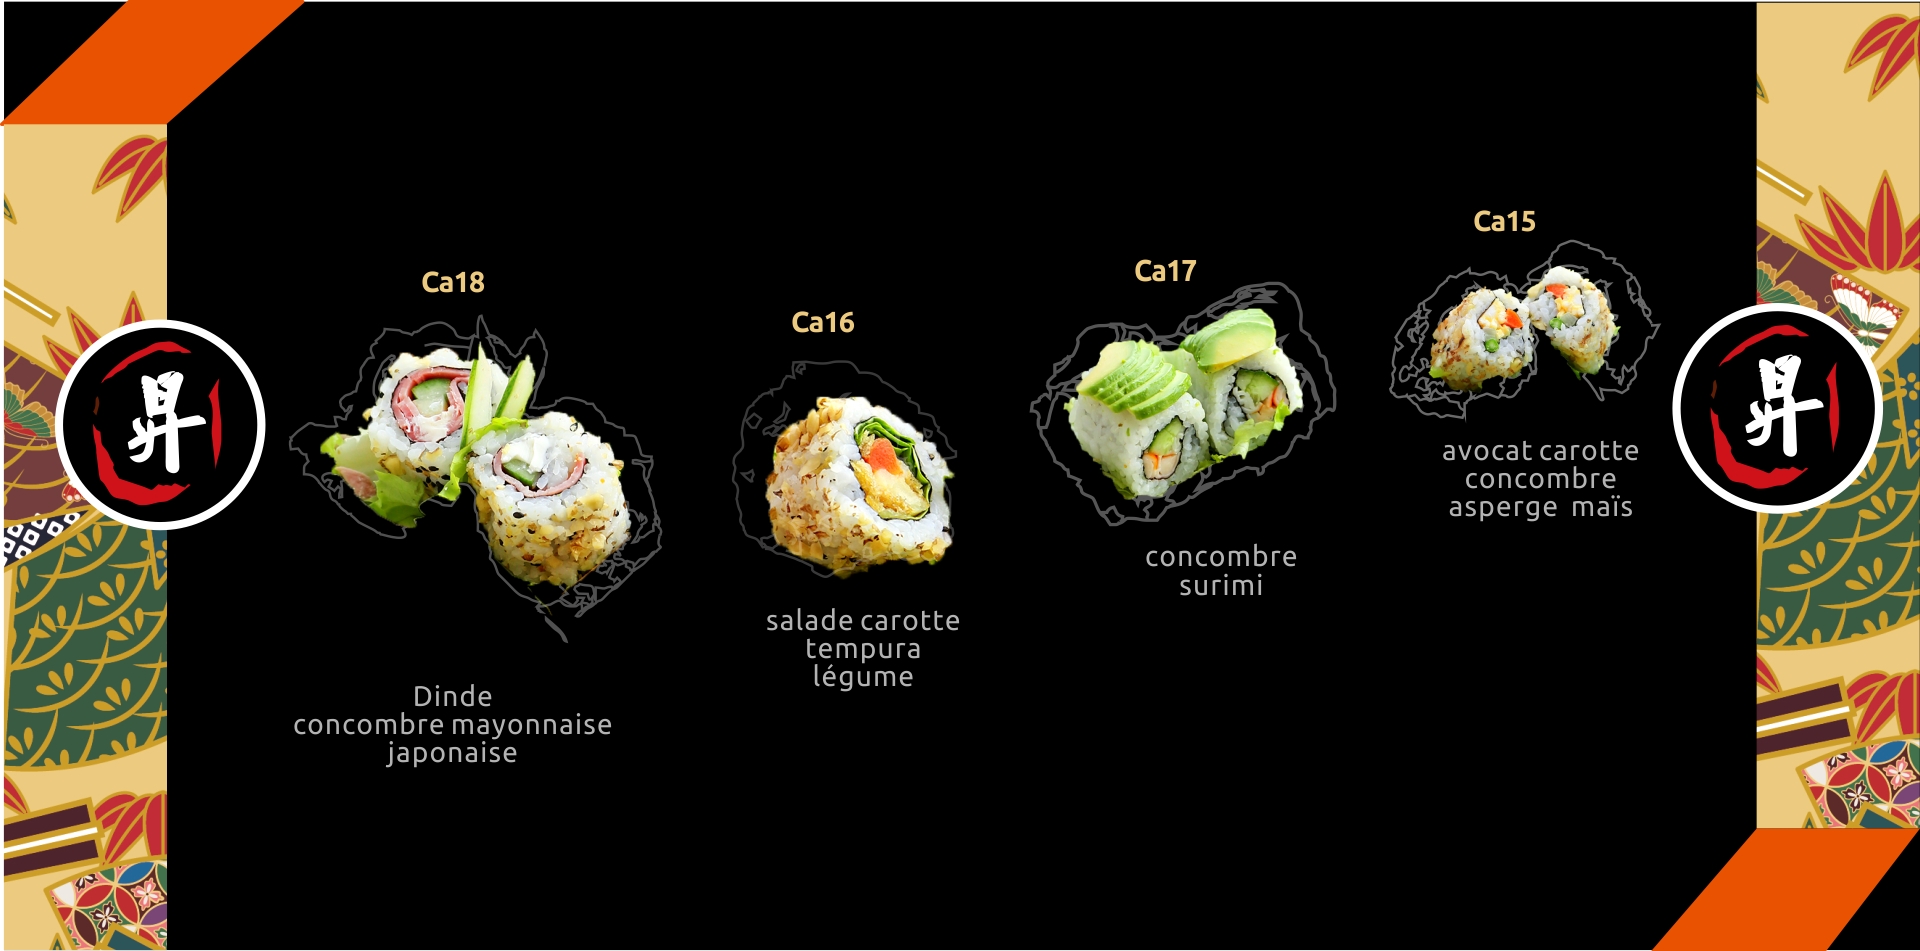 昇
Ca18
Dinde
concombre mayonnaise
japonaise
Ca16
salade carotte
tempura
légume
Ca17
concombre
surimi
Ca15
avocat carotte
concombre
asperge maïs
昇